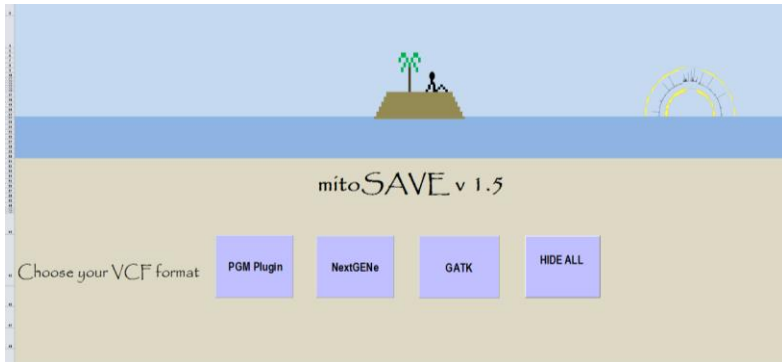 mitoSAVE v 1.5
Choose your VCF format
PGM Plugin
NextGENe
GATK
HIDE ALL